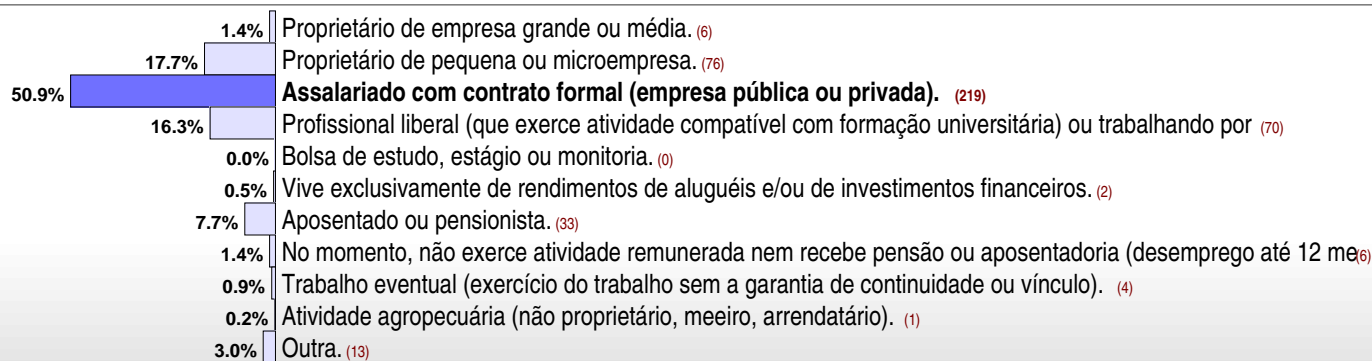 1.4% Proprietário de empresa grande ou média. (6)
17.7% Proprietário de pequena ou microempresa. (76)
50.9% Assalariado com contrato formal (empresa pública ou privada). (219)
16.3% Profissional liberal (que exerce atividade compatível com formação universitária) ou trabalhando por (70)
0.0% Bolsa de estudo, estágio ou monitoria. (0)
0.5% Vive exclusivamente de rendimentos de aluguéis e/ou de investimentos financeiros. (2)
7.7% Aposentado ou pensionista. (33)
1.4% No momento, não exerce atividade remunerada nem recebe pensão ou aposentadoria (desemprego até 12 me(6)
0.9% Trabalho eventual (exercício do trabalho sem a garantia de continuidade ou vínculo). (4)
0.2% Atividade agropecuária (não proprietário, meeiro, arrendatário). (1)
3.0% Outra. (13)